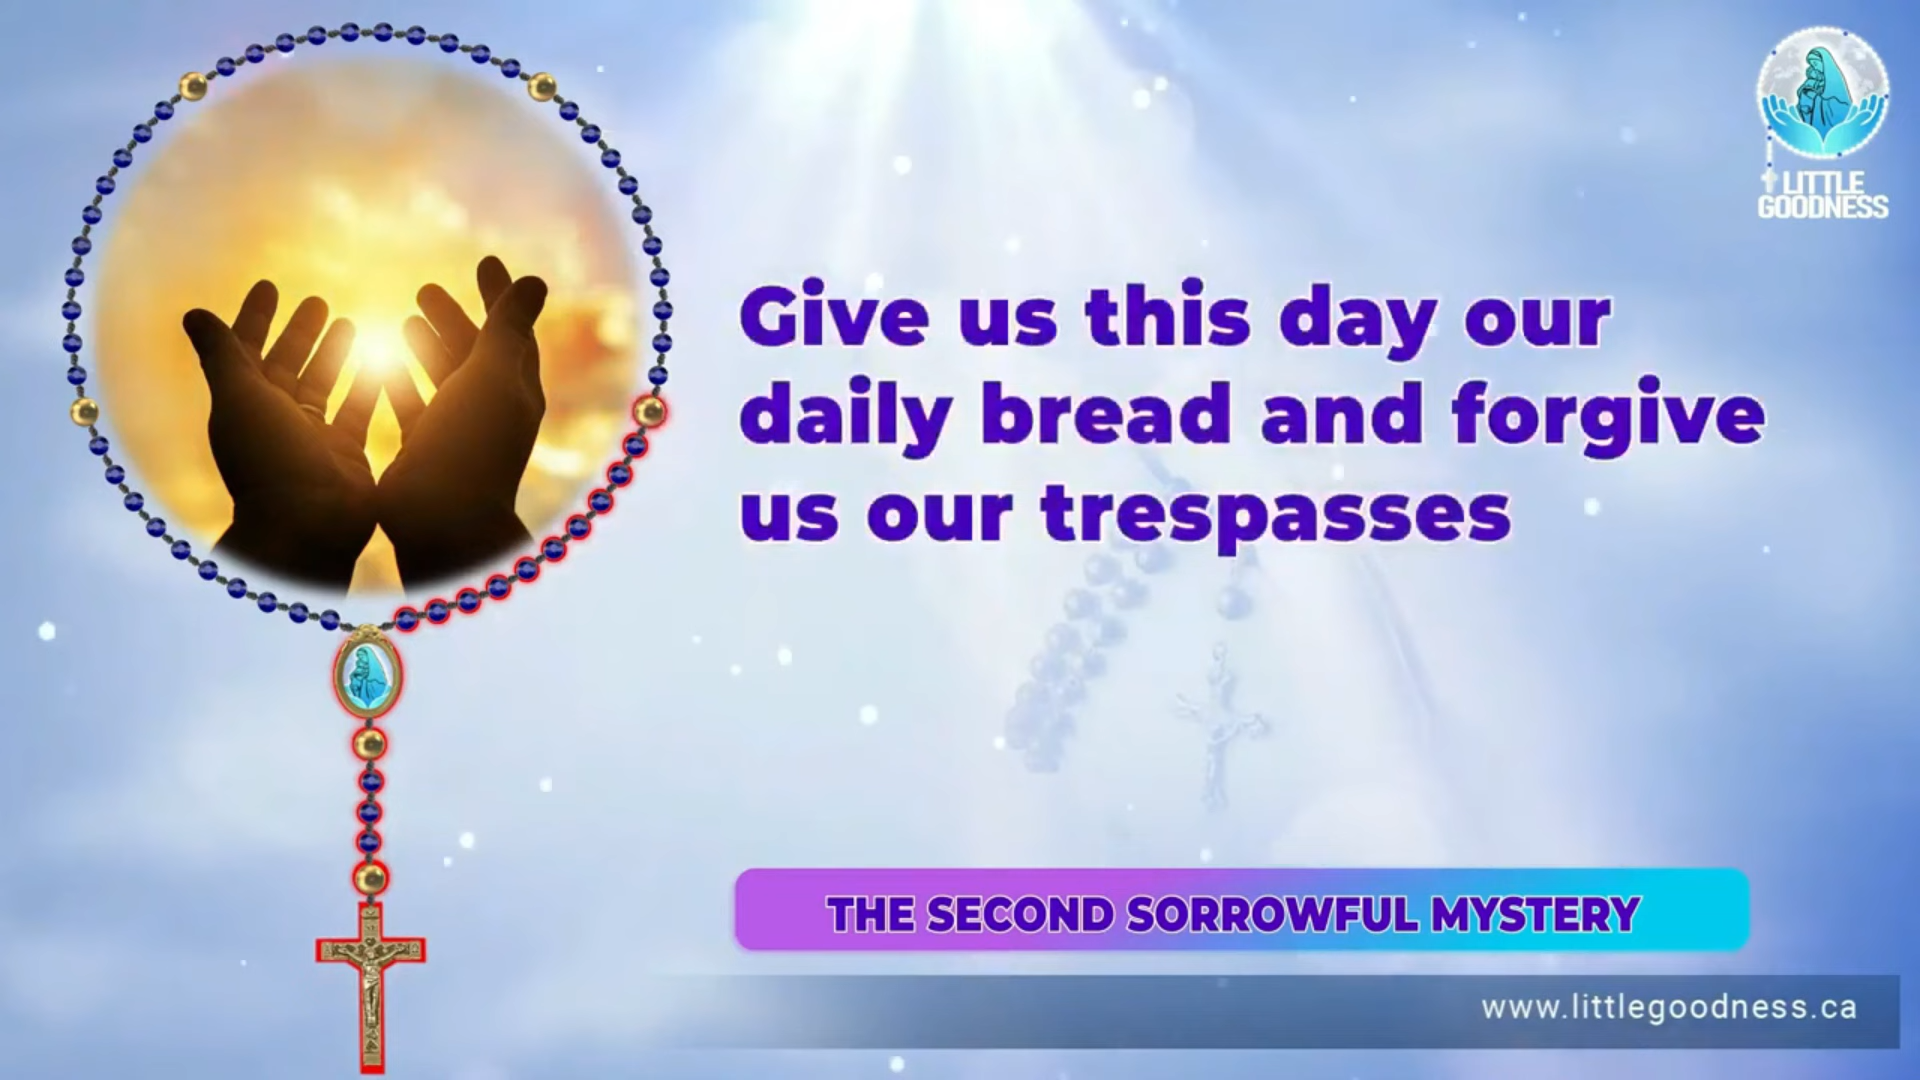 LITTLE
GOODNESS
Give us this day our
daily bread and forgive
us our trespasses
THE SECOND SORROWFUL MYSTERY
www.littlegoodness.ca